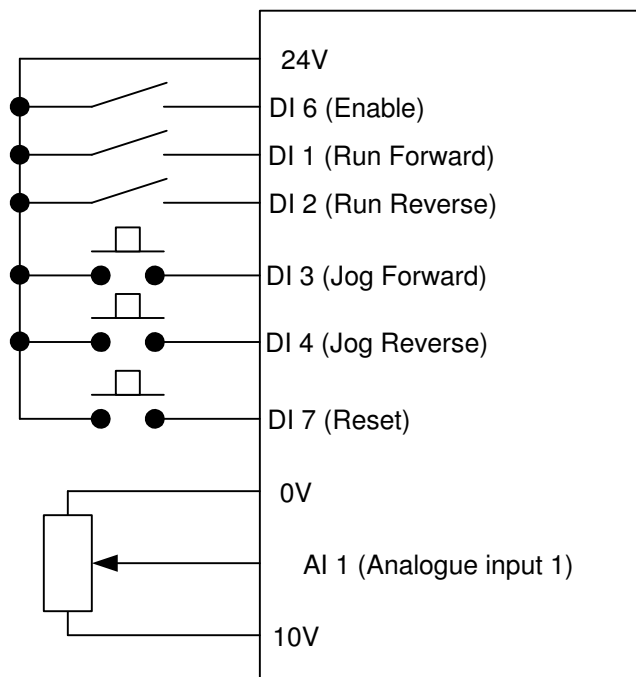 24V
DI 6 (Enable)
DI 1 (Run Forward)
DI 2 (Run Reverse)
DI 3 (Jog Forward)
DI 4 (Jog Reverse)
DI 7 (Reset)
0V
AI 1 (Analogue input 1)
10V